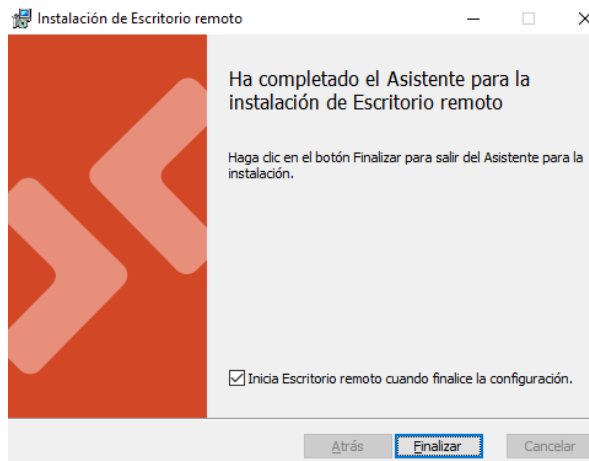 Instalación de Escritorio remoto
Ha completado el Asistente para la
instalación de Escritorio remoto
Haga clic en el botón Finalizar para salir del Asistente para la
instalación.
Inicia Escritorio remoto cuando finalice la configuración.
Atrás Finalizar Cancelar